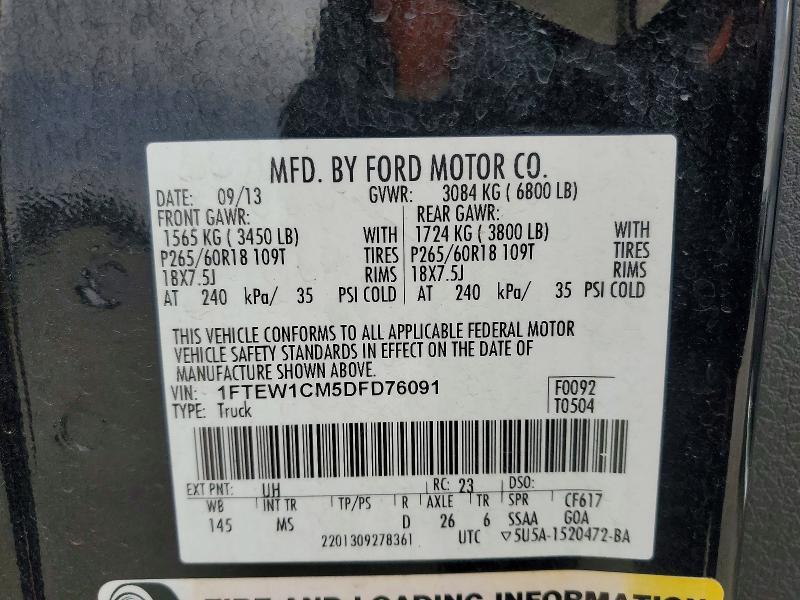 MFD. BY FORD MOTOR CO.
DATE: 09/13 GVWR: 3084 KG ( 6800 LB)
FRONT GAWR: REAR GAWR:
1565 KG ( 3450 LB) WITH 1724 KG ( 3800 LB) WITH
P265/60R18 109T TIRES P265/60R18 109T TIRES
18X7.5J RIMS 18X7.5J RIMS
AT 240 kPa/ 35 PSI COLD AT 240 kPa/ 35 PSI COLD
THIS VEHICLE CONFORMS TO ALL APPLICABLE FEDERAL MOTOR
VEHICLE SAFETY STANDARDS IN EFFECT ON THE DATE OF
MANUFACTURE SHOWN ABOVE.
VIN: 1FTEW1CM5DFD76091 F0092
TYPE: Truck T0504
EXT PNT: UH RC: 23 DSO:
WB INT TR TP/PS R AXLE TR SPR CF617
145 MS D 26 6 SSAA GOA
2201309278361 UTC ▽5U5A-1520472-BA
TIRE AND LOADING INFORMATION